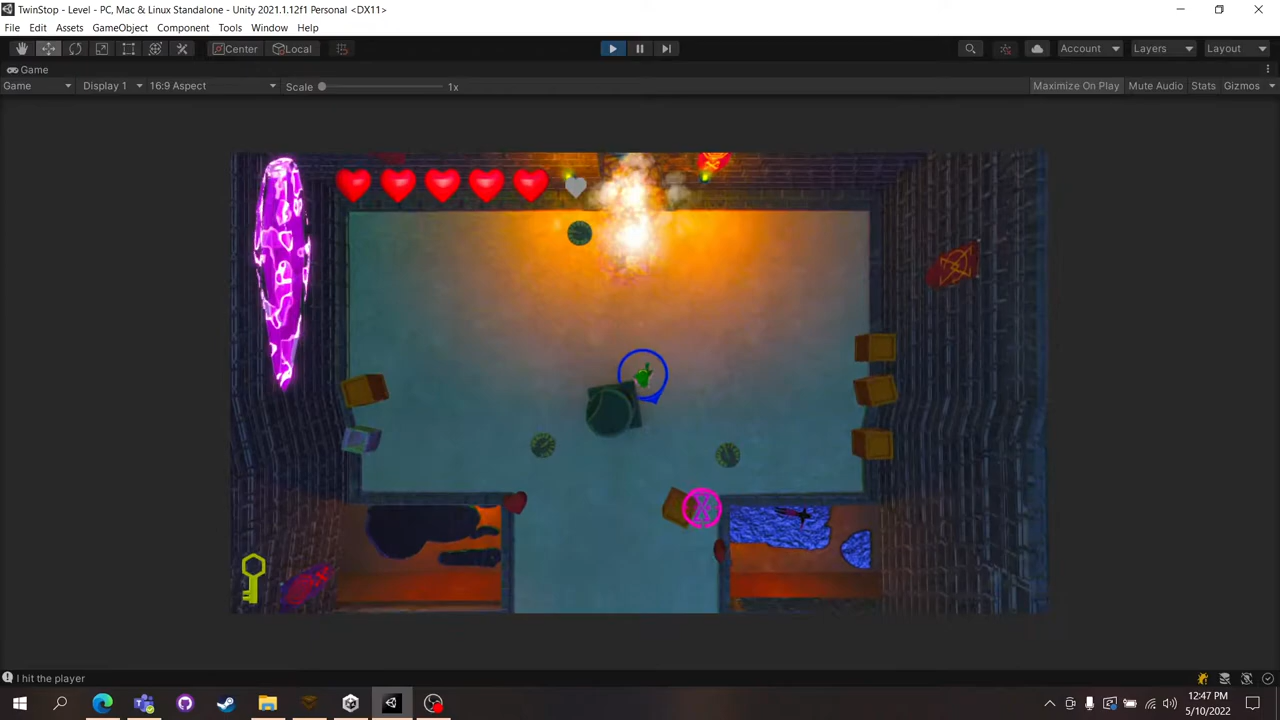 TwinStop - Level - PC, Mac & Linux Standalone - Unity 2021.1.12f1 Personal <DX11>
File Edit Assets GameObject Component Tools Window Help
Center Local Account Layers Layout
Game
Game Display 1 16:9 Aspect Scale 1x Maximize On Play Mute Audio Stats Gizmos
I hit the player
12:47 PM
5/10/2022